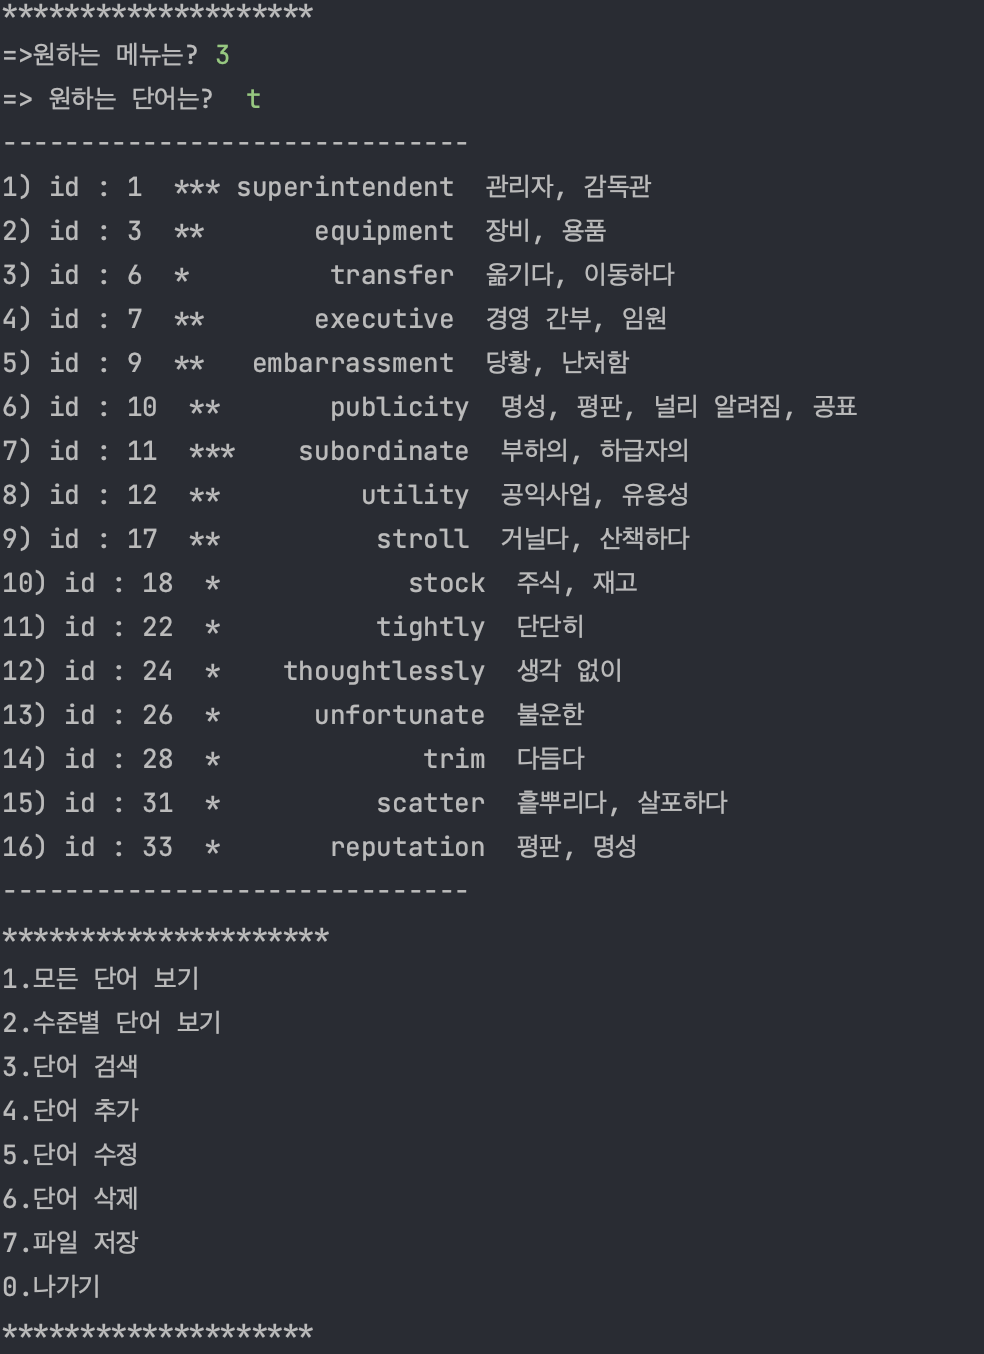 ********************
=>원하는 메뉴는? 3
=> 원하는 단어는?  t
------------------------------
1) id : 1  *** superintendent  관리자, 감독관
2) id : 3  **       equipment  장비, 용품
3) id : 6  *         transfer  옮기다, 이동하다
4) id : 7  **       executive  경영 간부, 임원
5) id : 9  **   embarrassment  당황, 난처함
6) id : 10  **       publicity  명성, 평판, 널리 알려짐, 공표
7) id : 11  ***    subordinate  부하의, 하급자의
8) id : 12  **         utility  공익사업, 유용성
9) id : 17  **          stroll  거닐다, 산책하다
10) id : 18  *            stock  주식, 재고
11) id : 22  *          tightly  단단히
12) id : 24  *    thoughtlessly  생각 없이
13) id : 26  *      unfortunate  불운한
14) id : 28  *             trim  다듬다
15) id : 31  *          scatter  흩뿌리다, 살포하다
16) id : 33  *       reputation  평판, 명성
------------------------------
*********************
1.모든 단어 보기
2.수준별 단어 보기
3.단어 검색
4.단어 추가
5.단어 수정
6.단어 삭제
7.파일 저장
0.나가기
********************